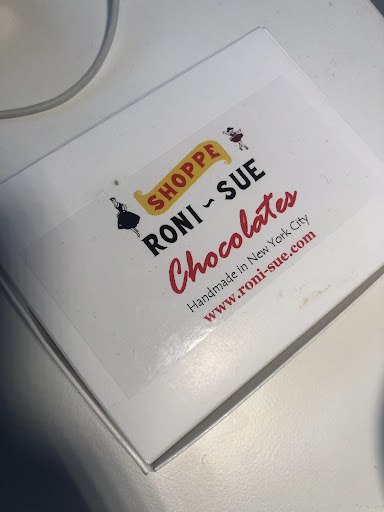 SHOPPE
RONI ~ SUE
Chocolates
Handmade in New York City
www.roni-sue.com